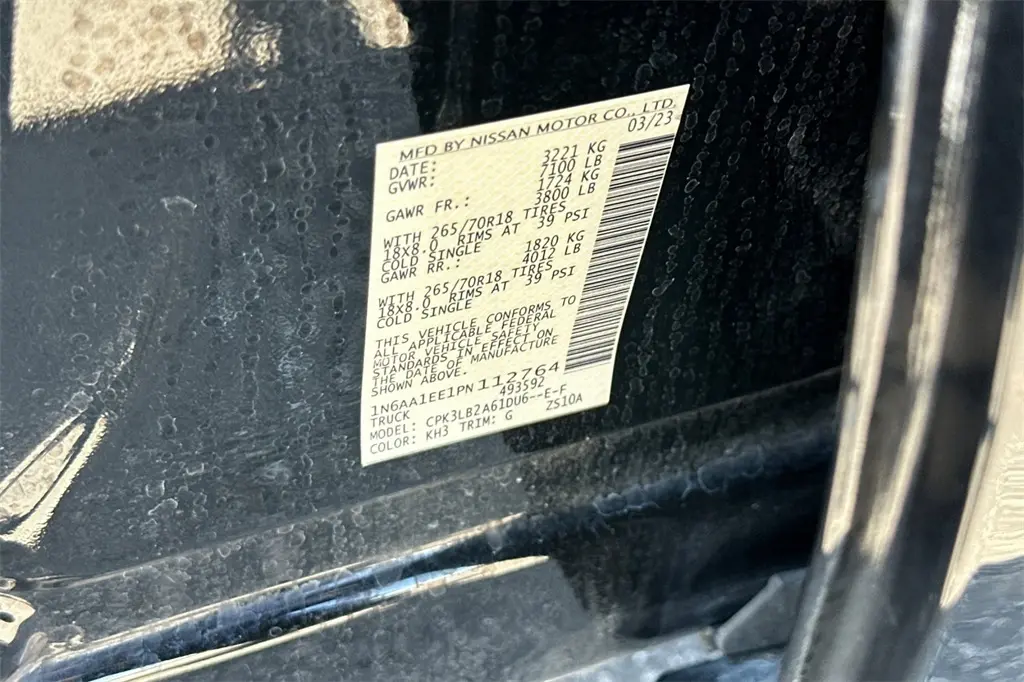 MFD BY NISSAN MOTOR CO., LTD.
DATE: 03/23
GVWR: 3221 KG
7100 LB
GAWR FR.: 1724 KG
3800 LB
WITH 265/70R18 TIRES
18X8.0 RIMS AT 39 PSI
COLD SINGLE
GAWR RR.: 1820 KG
4012 LB
WITH 265/70R18 TIRES
18X8.0 RIMS AT 39 PSI
COLD SINGLE
THIS VEHICLE CONFORMS TO
ALL APPLICABLE FEDERAL
MOTOR VEHICLE SAFETY
STANDARDS IN EFFECT ON
THE DATE OF MANUFACTURE
SHOWN ABOVE.
1N6AA1EE1PN112764
TRUCK 493592
MODEL: CPK3LB2A61DU6--E-F
COLOR: KH3 TRIM: G ZS10A